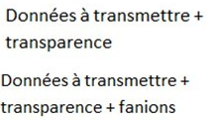 Données à transmettre +
transparence
Données à transmettre +
transparence + fanions